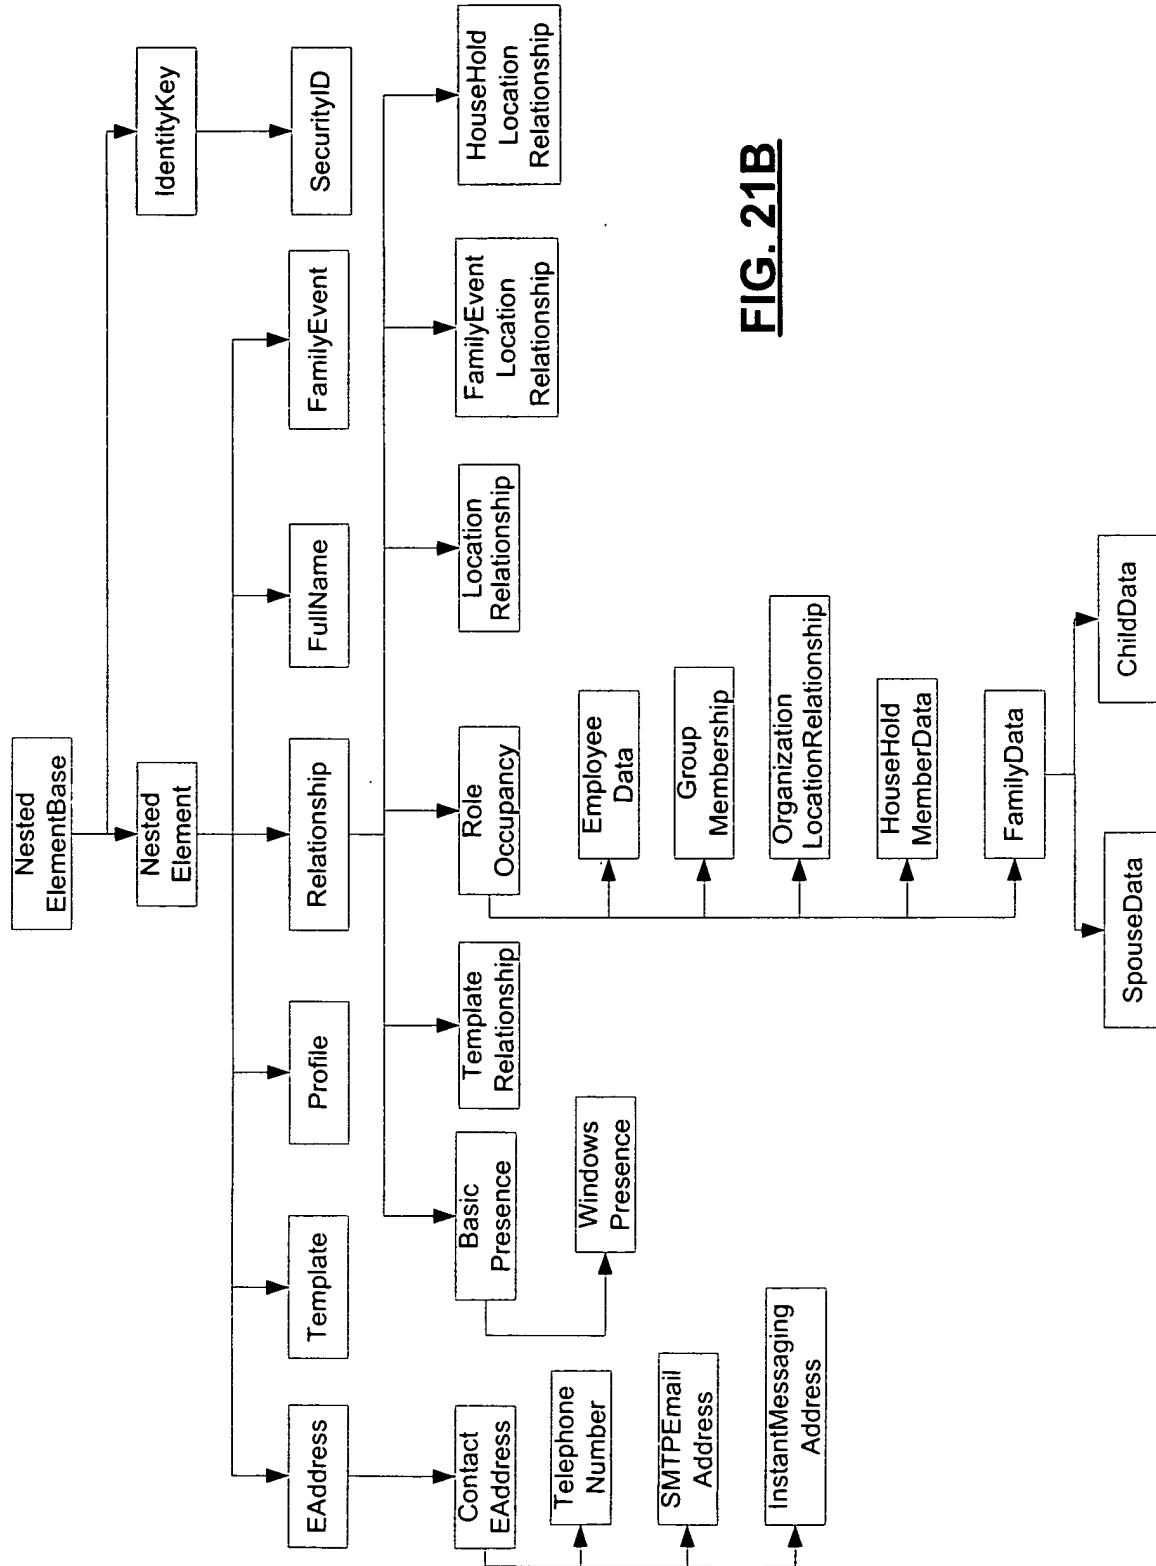 Nested
ElementBase
Nested
Element
IdentityKey
EAddress
Template
Profile
Relationship
FullName
FamilyEvent
SecurityID
Contact
EAddress
Basic
Presence
Template
Relationship
Role
Occupancy
Location
Relationship
FamilyEvent
Location
Relationship
HouseHold
Location
Relationship
Telephone
Number
SMTPEmail
Address
InstantMessaging
Address
Windows
Presence
Employee
Data
Group
Membership
Organization
LocationRelationship
HouseHold
MemberData
FamilyData
SpouseData
ChildData
FIG. 21B